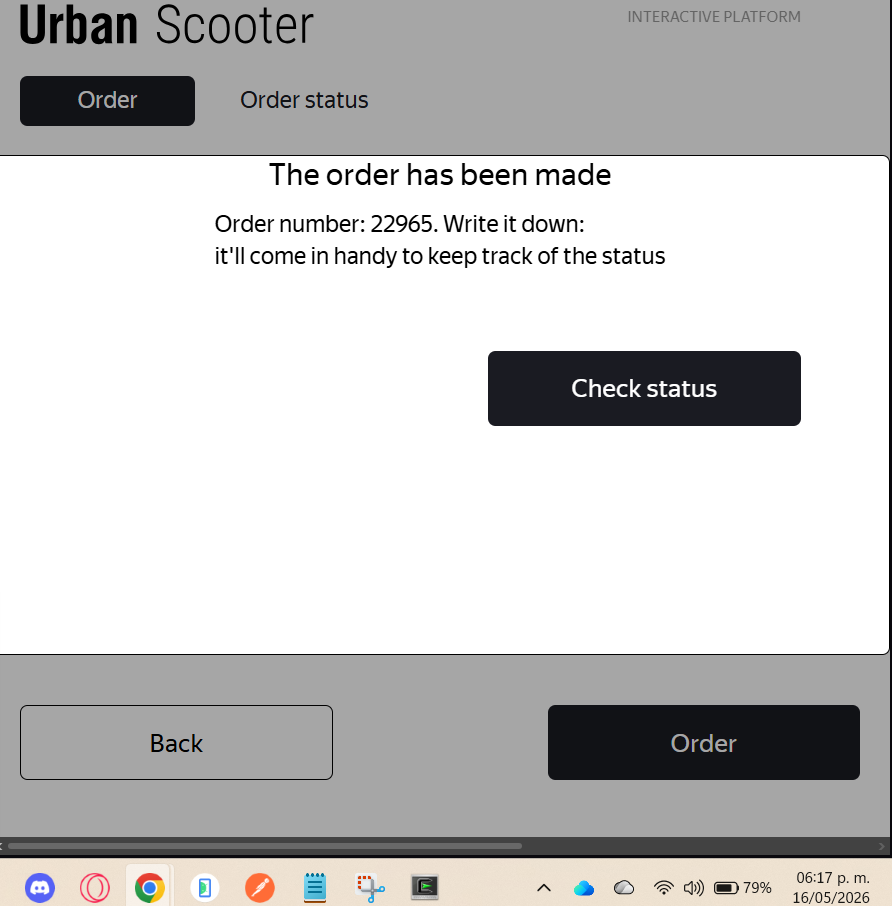 Urban Scooter
INTERACTIVE PLATFORM
Order
Order status
The order has been made
Order number: 22965. Write it down:
it'll come in handy to keep track of the status
Check status
Back
Order
79%
06:17 p. m.
16/05/2026